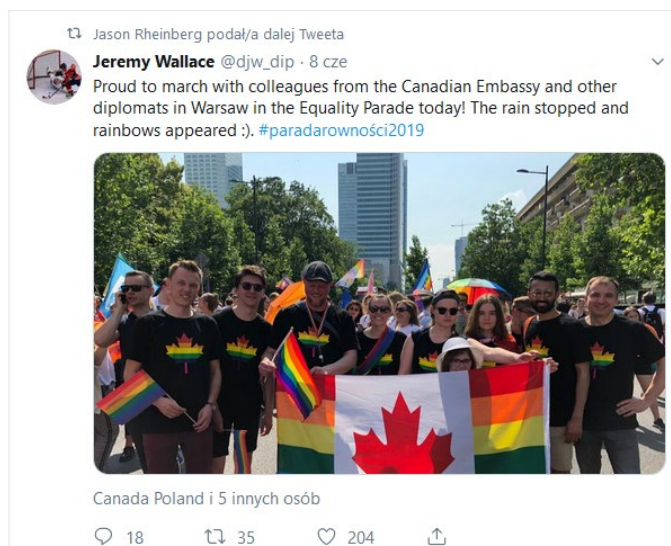 Jason Rheinberg podał/a dalej Tweeta
Jeremy Wallace @djw_dip · 8 cze
Proud to march with colleagues from the Canadian Embassy and other
diplomats in Warsaw in the Equality Parade today! The rain stopped and
rainbows appeared :). #paradarowności2019
Canada Poland i 5 innych osób
18 35 204